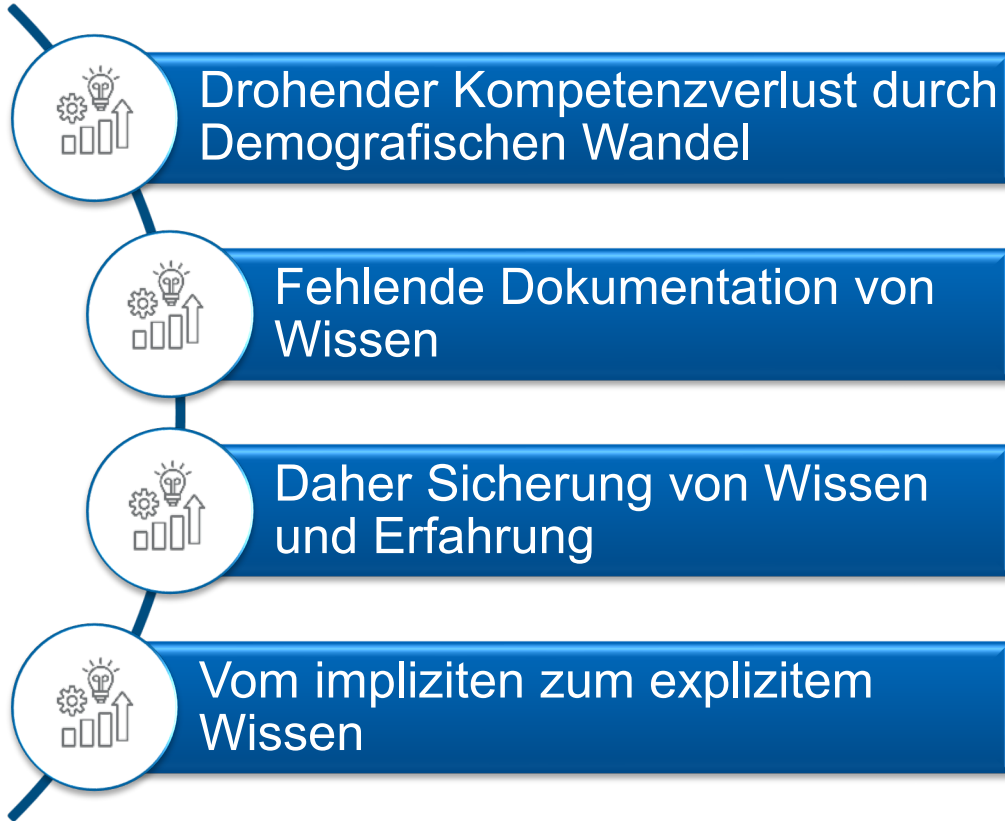 Drohender Kompetenzverlust durch
Demografischen Wandel
Fehlende Dokumentation von
Wissen
Daher Sicherung von Wissen
und Erfahrung
Vom impliziten zum explizitem
Wissen